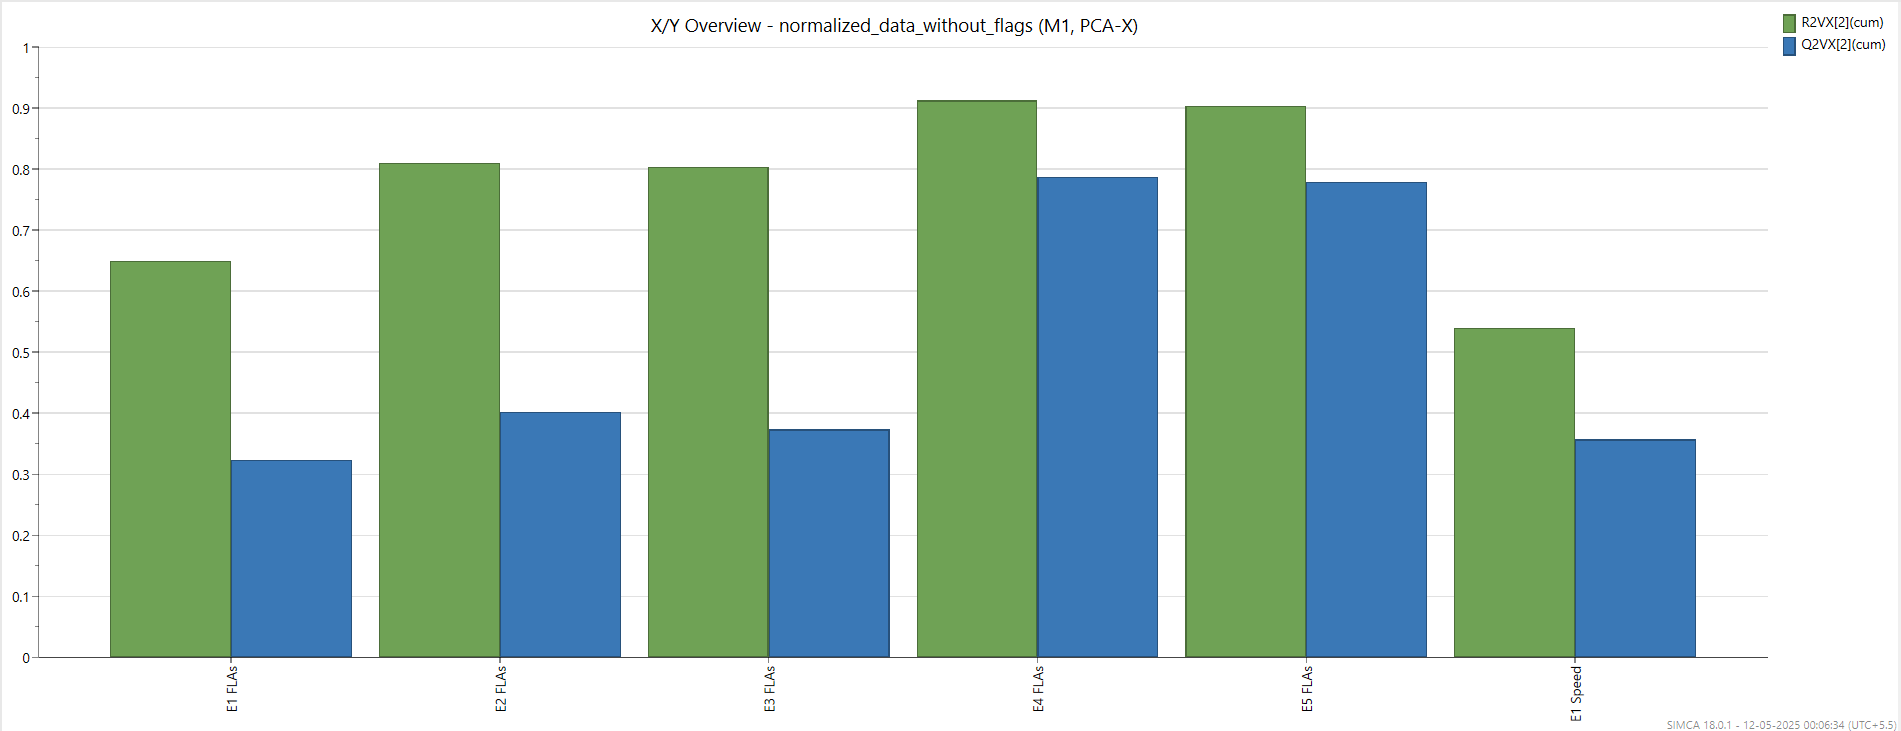 X/Y Overview - normalized_data_without_flags (M1, PCA-X)
R2VX[2](cum)
Q2VX[2](cum)
1
0.9
0.8
0.7
0.6
0.5
0.4
0.3
0.2
0.1
0
E1 FLAs
E2 FLAs
E3 FLAs
E4 FLAs
E5 FLAs
E1 Speed
SIMCA 18.0.1 - 12-05-2025 00:06:34 (UTC+5.5)